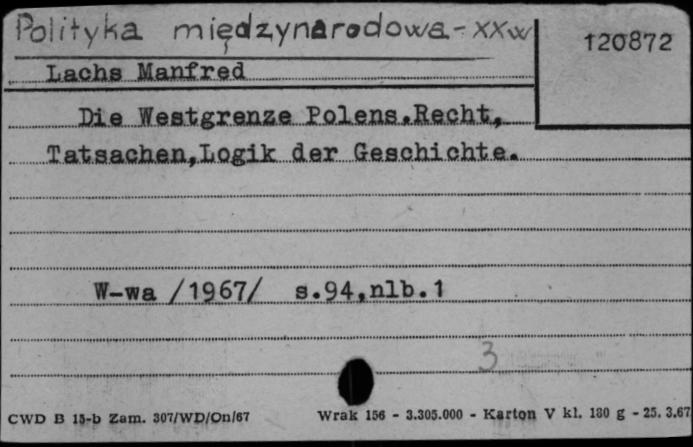 Polityka międzynarodowa - XXw
120872
Lachs Manfred
Die Westgrenze Polens.Recht,
Tatsachen,Logik der Geschichte.
W-wa /1967/ s.94,nlb.1
3
CWD B 15-b Zam. 307/WD/On/67 Wrak 156 - 3.305.000 - Karton V kl. 180 g - 25. 3.67